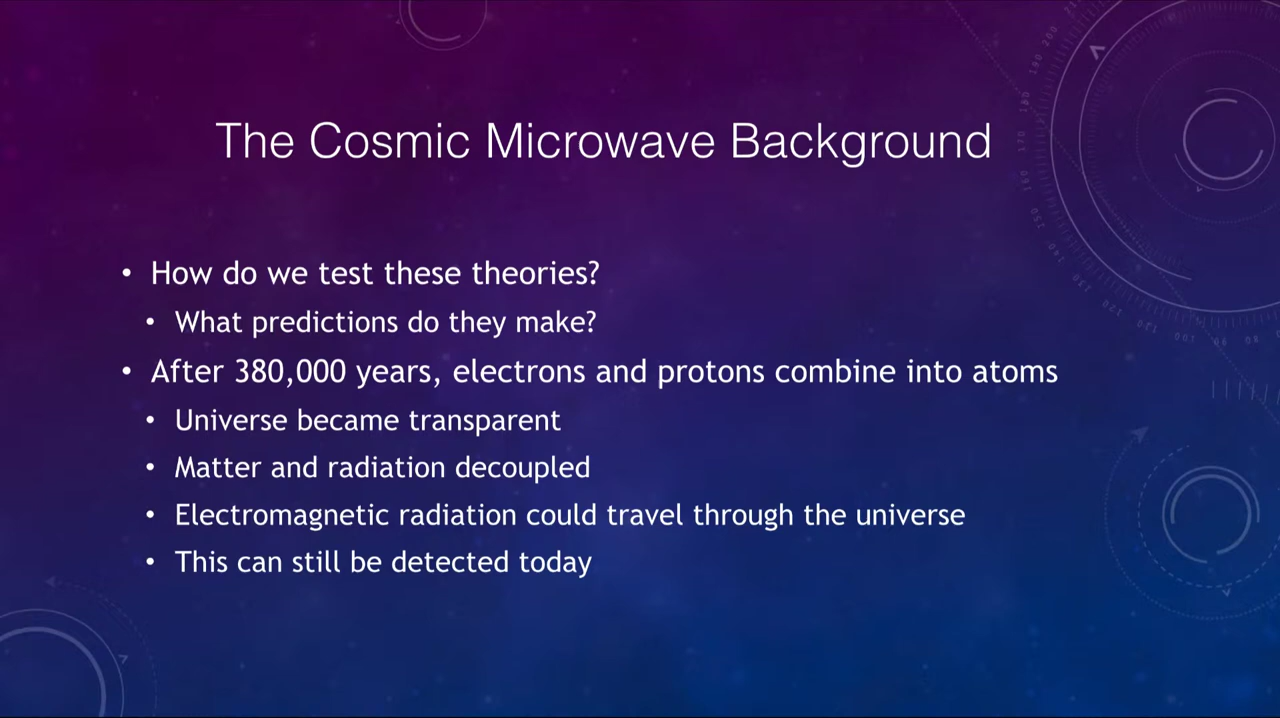 The Cosmic Microwave Background
• How do we test these theories?
• What predictions do they make?
• After 380,000 years, electrons and protons combine into atoms
• Universe became transparent
• Matter and radiation decoupled
• Electromagnetic radiation could travel through the universe
• This can still be detected today